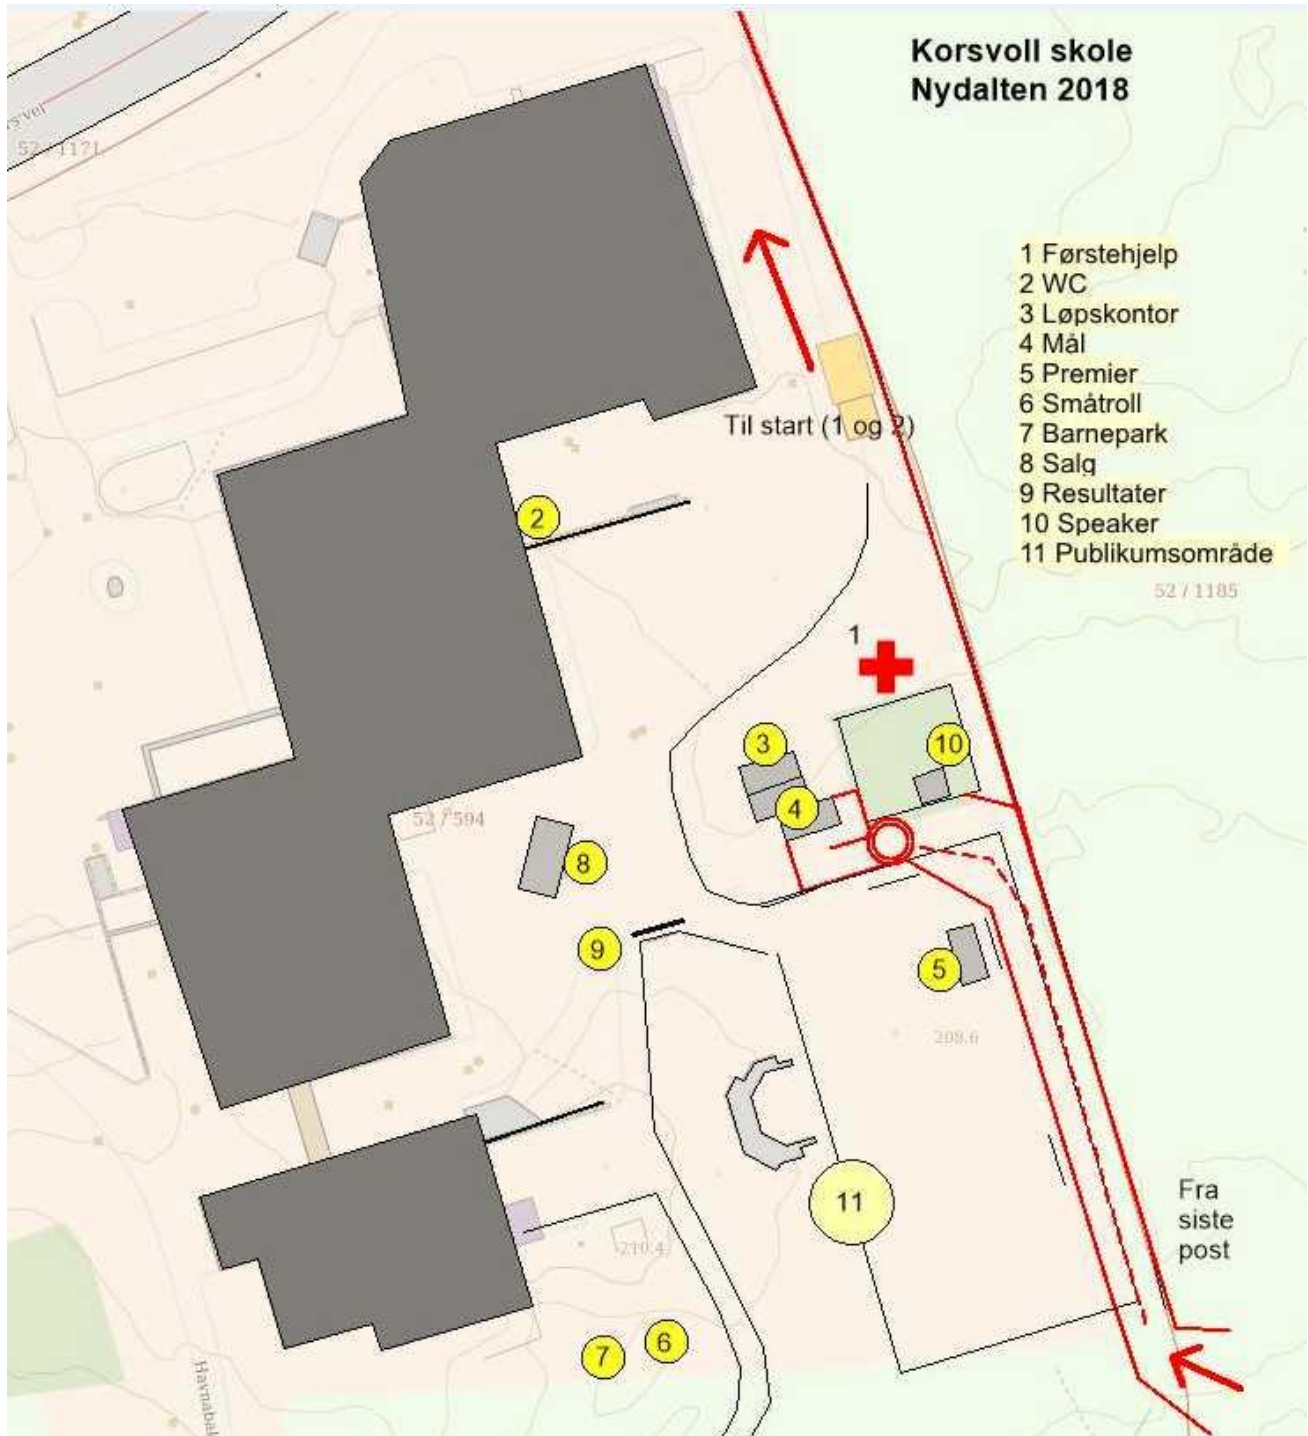 Korsvoll skole
Nydalten 2018
52 / 1171
1 Førstehjelp
2 WC
3 Løpskontor
4 Mål
5 Premier
6 Småtroll
7 Barnepark
8 Salg
9 Resultater
10 Speaker
11 Publikumsområde
Til start (1 og 2)
2
52 / 1185
1
3
10
4
52 / 594
8
9
5
208.6
11
Fra
siste
post
210.4
7
6